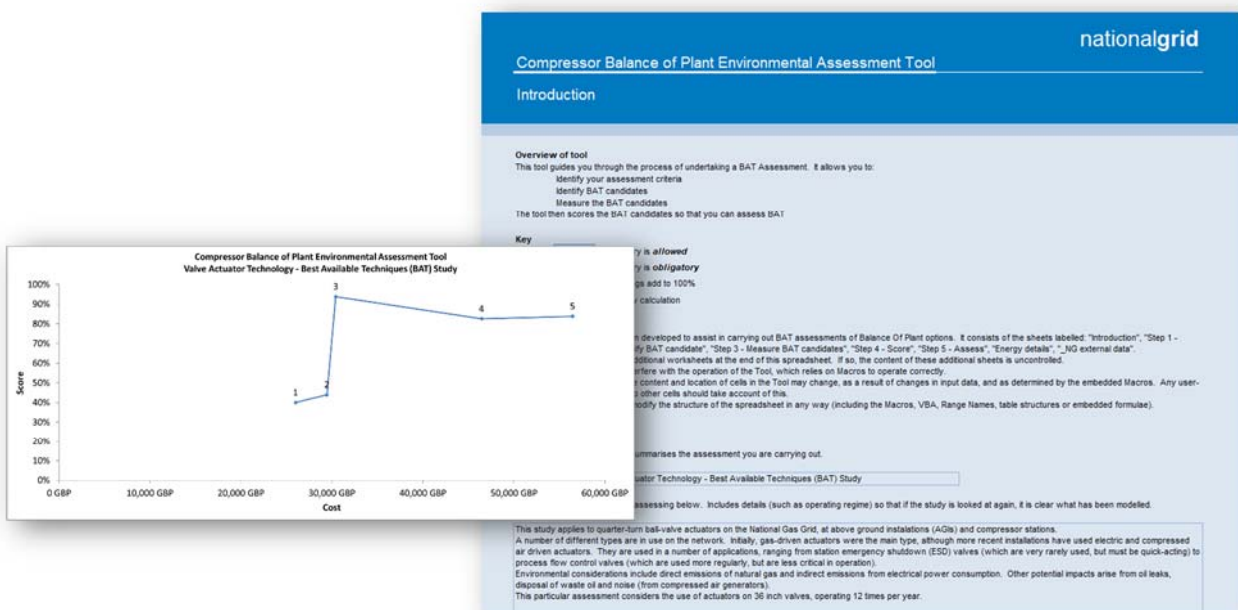 nationalgrid
Compressor Balance of Plant Environmental Assessment Tool
Introduction
Overview of tool
This tool guides you through the process of undertaking a BAT Assessment. It allows you to:
Identify your assessment criteria
Identify BAT candidates
Measure the BAT candidates
The tool then scores the BAT candidates so that you can assess BAT
Key
ry is allowed
ry is obligatory
gs add to 100%
calculation
n developed to assist in carrying out BAT assessments of Balance Of Plant options. It consists of the sheets labelled: "Introduction", "Step 1 -
ify BAT candidate", "Step 3 - Measure BAT candidates", "Step 4 - Score", "Step 5 - Assess", "Energy details", "_NG external data".
dditional worksheets at the end of this spreadsheet. If so, the content of these additional sheets is uncontrolled.
erfere with the operation of the Tool, which relies on Macros to operate correctly.
content and location of cells in the Tool may change, as a result of changes in input data, and as determined by the embedded Macros. Any user-
other cells should take account of this.
modify the structure of the spreadsheet in any way (including the Macros, VBA, Range Names, table structures or embedded formulae).
ummarises the assessment you are carrying out.
uator Technology - Best Available Techniques (BAT) Study
assessing below. Includes details (such as operating regime) so that if the study is looked at again, it is clear what has been modelled.
This study applies to quarter-turn ball-valve actuators on the National Gas Grid, at above ground instalations (AGIs) and compressor stations.
A number of different types are in use on the network. Initially, gas-driven actuators were the main type, although more recent installations have used electric and compressed
air driven actuators. They are used in a number of applications, ranging from station emergency shutdown (ESD) valves (which are very rarely used, but must be quick-acting) to
process flow control valves (which are used more regularly, but are less critical in operation).
Environmental considerations include direct emissions of natural gas and indirect emissions from electrical power consumption. Other potential impacts arise from oil leaks,
disposal of waste oil and noise (from compressed air generators).
This particular assessment considers the use of actuators on 36 inch valves, operating 12 times per year.
Compressor Balance of Plant Environmental Assessment Tool
Valve Actuator Technology - Best Available Techniques (BAT) Study
100%
90%
80%
70%
60%
50%
40%
30%
20%
10%
0%
Score
1
2
3
4
5
0 GBP
10,000 GBP
20,000 GBP
30,000 GBP
40,000 GBP
50,000 GBP
60,000 GBP
Cost